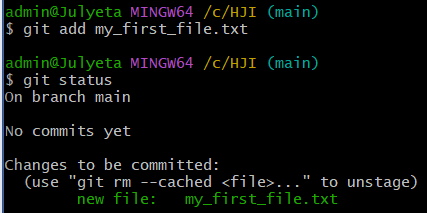 admin@Julyeta MINGW64 /c/HJI (main)
$ git add my_first_file.txt
admin@Julyeta MINGW64 /c/HJI (main)
$ git status
On branch main
No commits yet
Changes to be committed:
  (use "git rm --cached <file>..." to unstage)
        new file:   my_first_file.txt